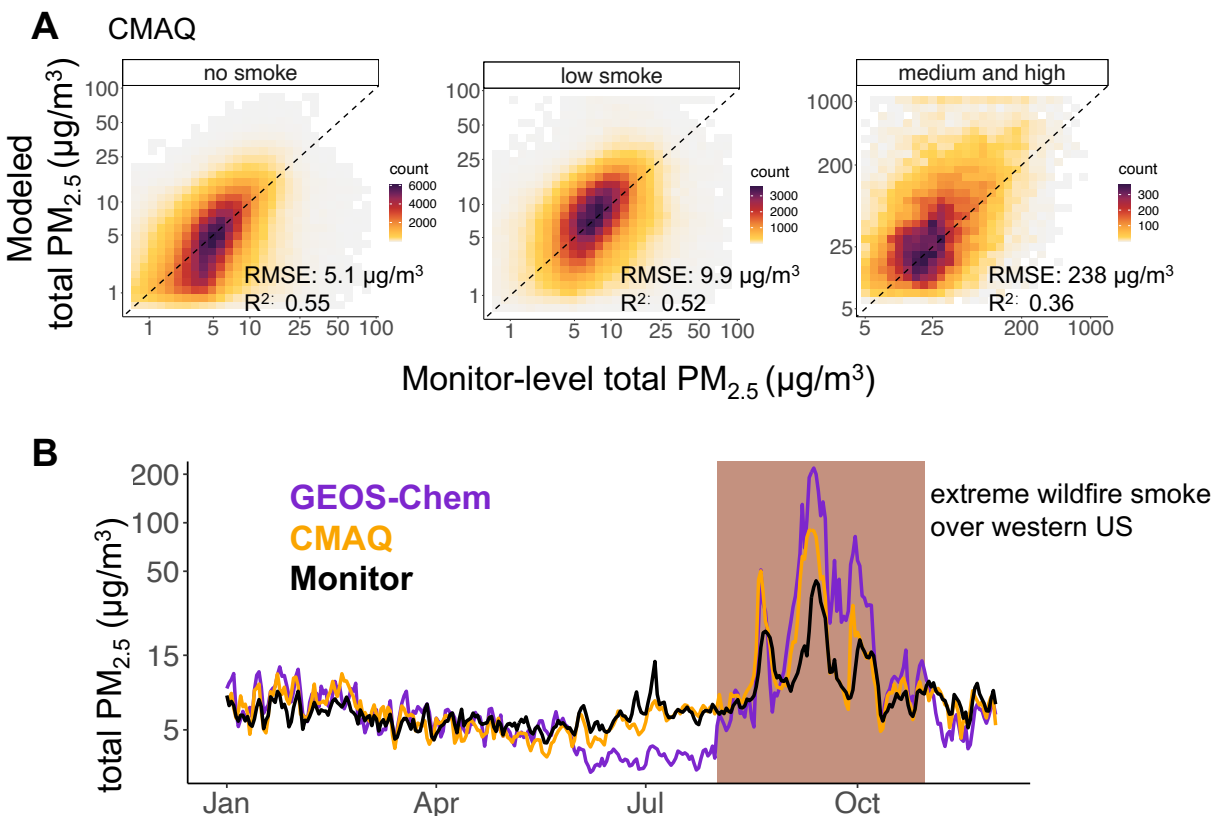 A CMAQ
no smoke
low smoke
medium and high
Modeled
total PM2.5 (µg/m³)
100
50
25
10
5
1
count
6000
4000
2000
RMSE: 5.1 µg/m³
R²: 0.55
1 5 10 25 50 100
100
50
25
10
5
1
count
3000
2000
1000
RMSE: 9.9 µg/m³
R²: 0.52
1 5 10 25 50 100
1000
200
25
5
count
300
200
100
RMSE: 238 µg/m³
R²: 0.36
5 25 200 1000
Monitor-level total PM2.5 (µg/m³)
B
total PM2.5 (µg/m³)
200
100
50
15
5
GEOS-Chem
CMAQ
Monitor
extreme wildfire smoke
over western US
Jan Apr Jul Oct